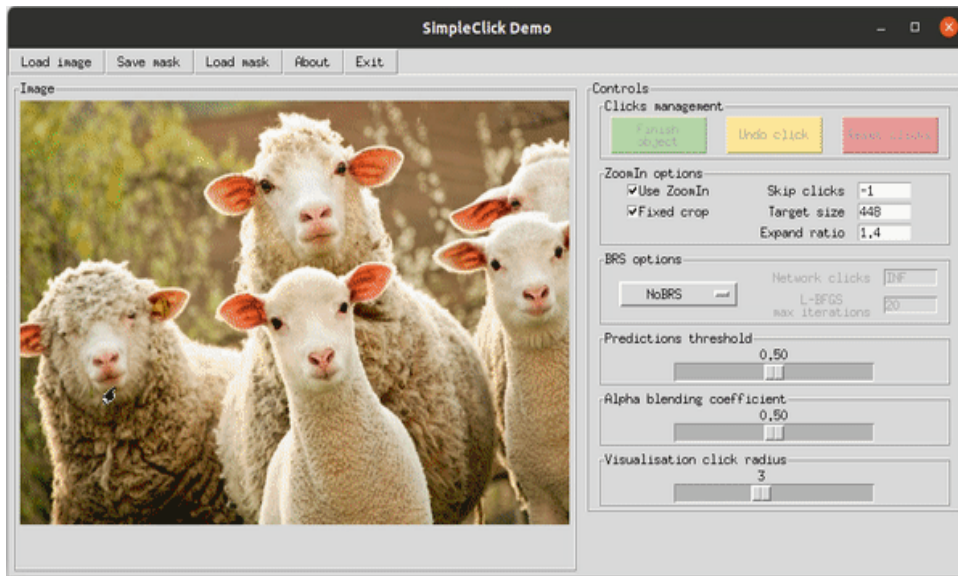 SimpleClick Demo
Load image Save mask Load mask About Exit
Image
Controls
Clicks management
Finish
object
Undo click
Reset clicks
ZoomIn options
Use ZoomIn
Skip clicks -1
Fixed crop
Target size 448
Expand ratio 1.4
BRS options
NoBRS
Network clicks INF
L-BFGS
max iterations 20
Predictions threshold
0.50
Alpha blending coefficient
0.50
Visualisation click radius
3